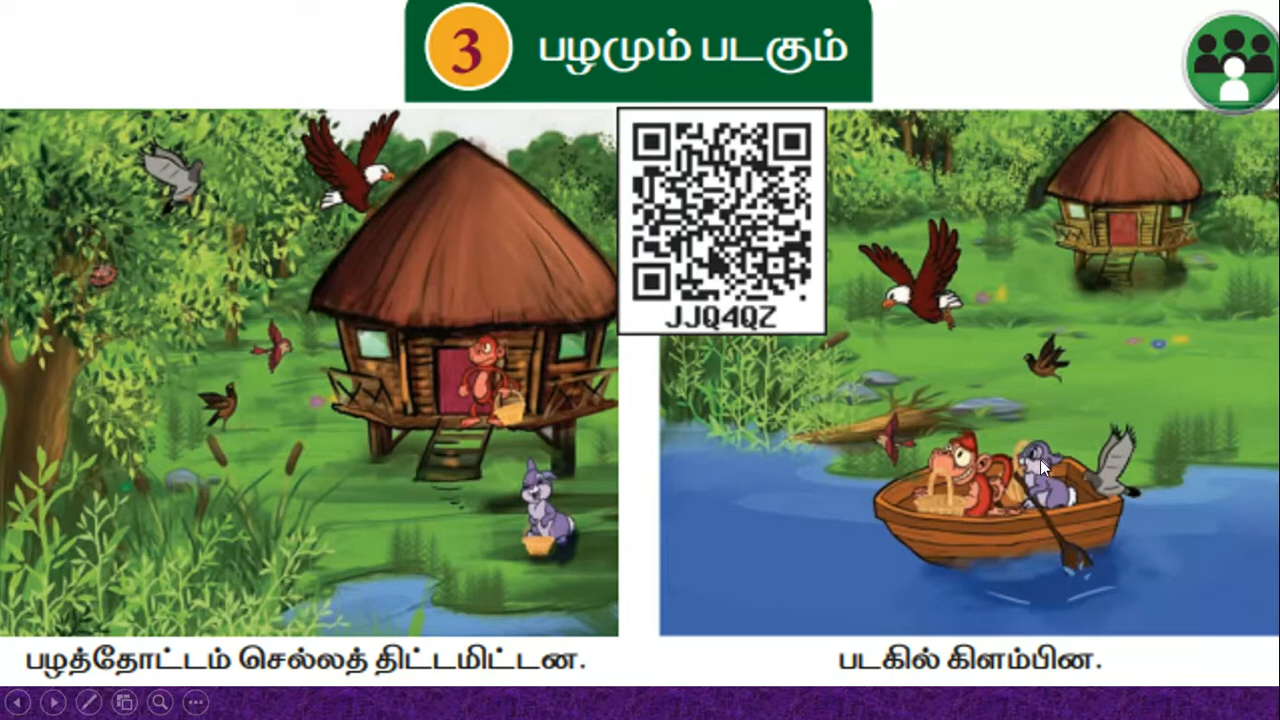 3 பழமும் படகும்
JJQ4QZ
பழத்தோட்டம் செல்லத் திட்டமிட்டன.
படகில் கிளம்பின.